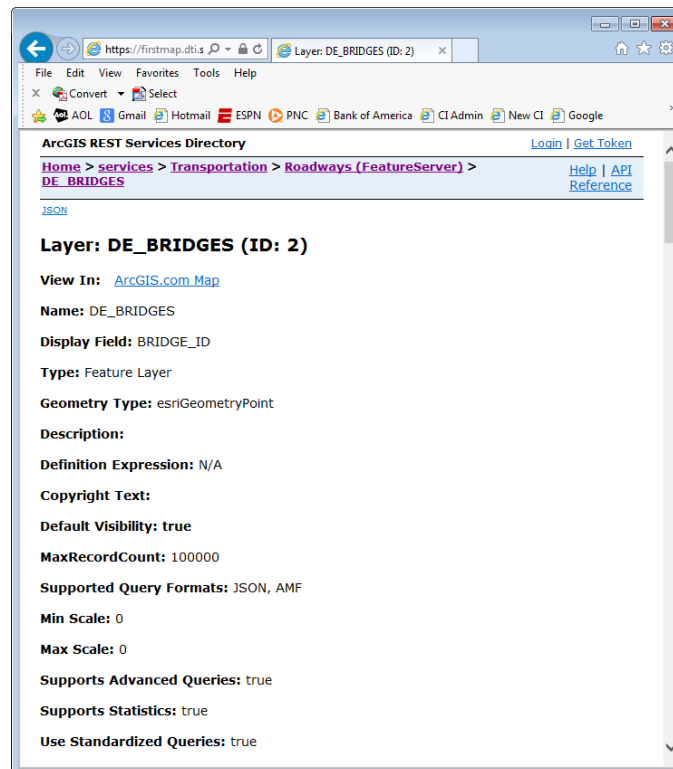 https://firstmap.dti.s
Layer: DE_BRIDGES (ID: 2)
File Edit View Favorites Tools Help
x Convert Select
AOL Gmail Hotmail ESPN PNC Bank of America CI Admin New CI Google
ArcGIS REST Services Directory Login | Get Token
Home > services > Transportation > Roadways (FeatureServer) > Help | API
DE_BRIDGES Reference
JSON
Layer: DE_BRIDGES (ID: 2)
View In: ArcGIS.com Map
Name: DE_BRIDGES
Display Field: BRIDGE_ID
Type: Feature Layer
Geometry Type: esriGeometryPoint
Description:
Definition Expression: N/A
Copyright Text:
Default Visibility: true
MaxRecordCount: 100000
Supported Query Formats: JSON, AMF
Min Scale: 0
Max Scale: 0
Supports Advanced Queries: true
Supports Statistics: true
Use Standardized Queries: true